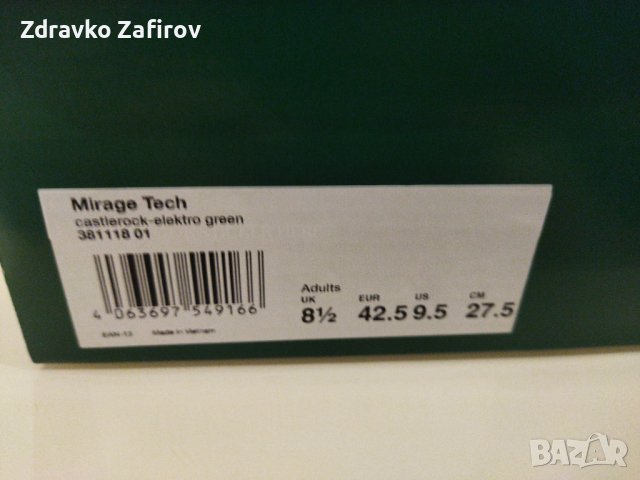 Zdravko Zafirov
Mirage Tech
castlerock-elektro green
381118 01
4 063697 549166
EAN-13 Made in Vietnam
Adults
UK EUR US CM
8½ 42.5 9.5 27.5
BAZAR